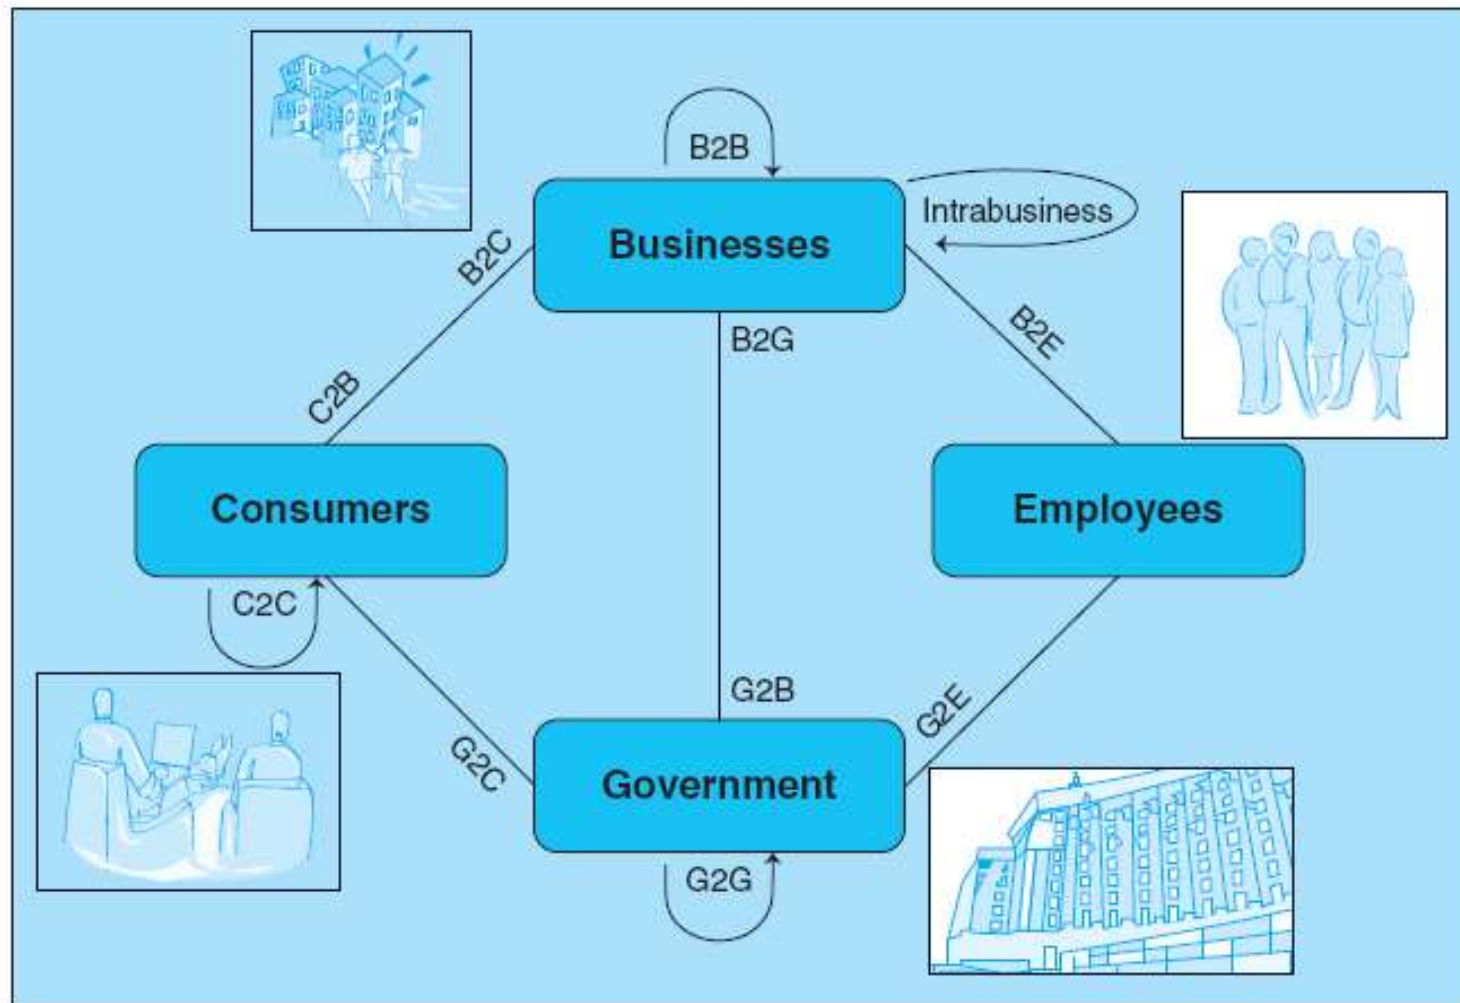 B2B
Businesses
Intrabusiness
B2C
B2G
B2E
C2B
Consumers
Employees
C2C
G2B
G2E
G2C
Government
G2G